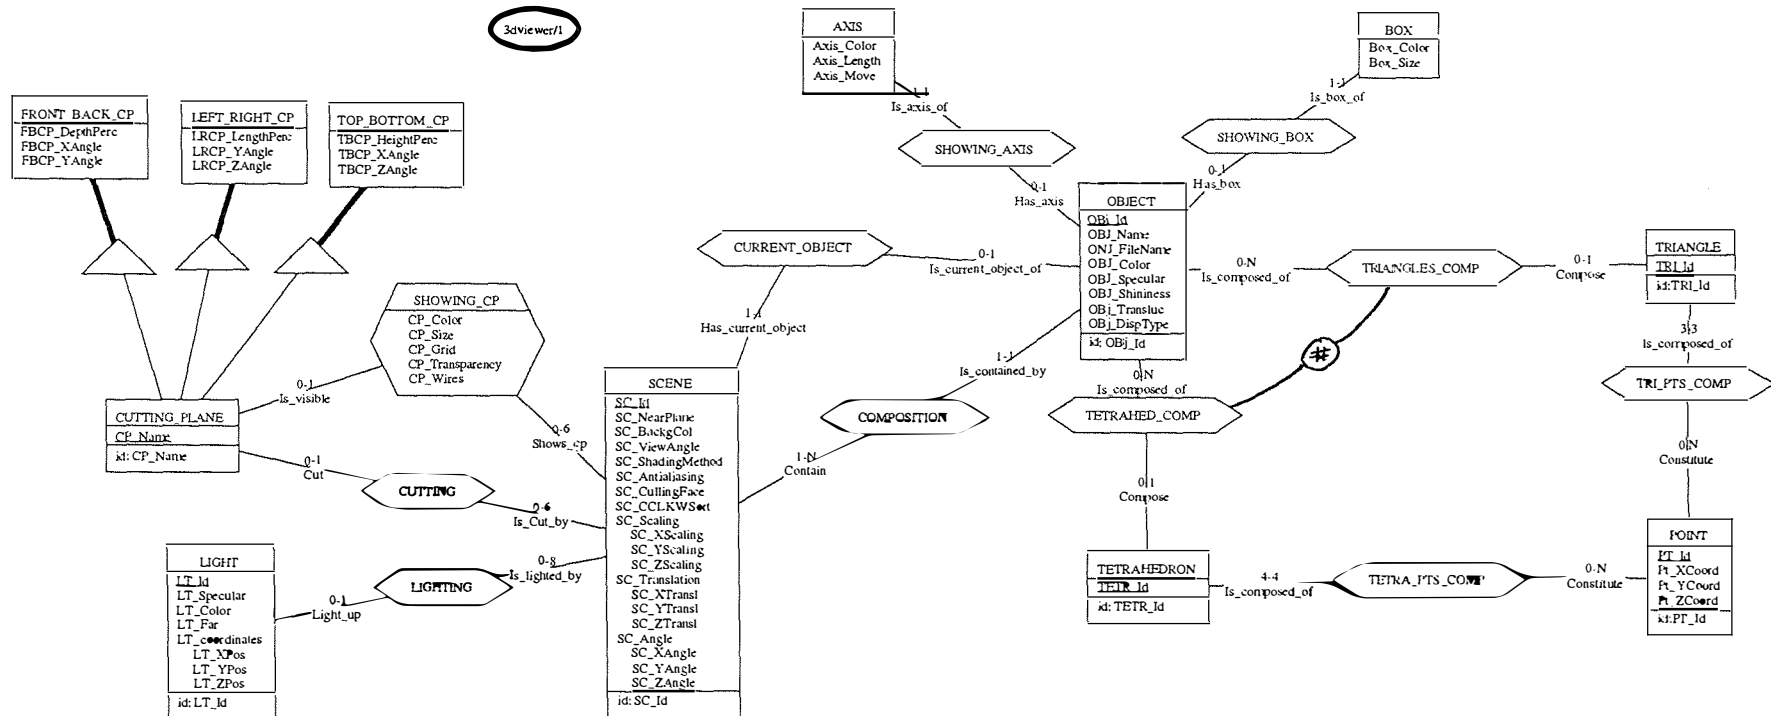 3dviewer/1
AXIS
Axis_Color
Axis_Length
Axis_Move
1-1
Is_axis_of
BOX
Box_Color
Box_Size
1-1
Is_box_of
FRONT_BACK_CP
FBCP_DepthPerc
FBCP_XAngle
FBCP_YAngle
LEFT_RIGHT_CP
LRCP_LengthPerc
LRCP_YAngle
LRCP_ZAngle
TOP_BOTTOM_CP
TBCP_HeightPerc
TBCP_XAngle
TBCP_ZAngle
SHOWING_AXIS
0-1
Has_axis
SHOWING_BOX
0-1
Has_box
OBJECT
OBj_Id
OBJ_Name
ONJ_FileName
OBJ_Color
OBJ_Specular
OBJ_Shininess
OBj_Transluc
OBj_DispType
id: OBj_Id
CURRENT_OBJECT
0-1
Is_current_object_of
1-1
Has_current_object
0-N
Is_composed_of
TRIANGLES_COMP
0-1
Compose
TRIANGLE
TRI_Id
id:TRI_Id
3-3
Is_composed_of
TRI_PTS_COMP
0-N
Constitute
SHOWING_CP
CP_Color
CP_Size
CP_Grid
CP_Transparency
CP_Wires
0-1
Is_visible
0-6
Shows_cp
CUTTING_PLANE
CP_Name
id: CP_Name
0-1
Cut
CUTTING
0-6
Is_Cut_by
SCENE
SC_Id
SC_NearPlane
SC_BackgCol
SC_ViewAngle
SC_ShadingMethod
SC_Antialiasing
SC_CullingFace
SC_CCLKWSort
SC_Scaling
SC_XScaling
SC_YScaling
SC_ZScaling
SC_Translation
SC_XTransl
SC_YTransl
SC_ZTransl
SC_Angle
SC_XAngle
SC_YAngle
SC_ZAngle
id: SC_Id
1-1
Is_contained_by
COMPOSITION
1-N
Contain
#
0-N
Is_composed_of
TETRAHED_COMP
0-1
Compose
TETRAHEDRON
TETR_Id
id: TETR_Id
4-4
Is_composed_of
TETRA_PTS_COMP
0-N
Constitute
POINT
PT_Id
Pt_XCoord
Pt_YCoord
Pt_ZCoord
id:PT_Id
LIGHT
LT_Id
LT_Specular
LT_Color
LT_Far
LT_coordinates
LT_XPos
LT_YPos
LT_ZPos
id: LT_Id
0-1
Light_up
LIGHTING
0-8
Is_lighted_by